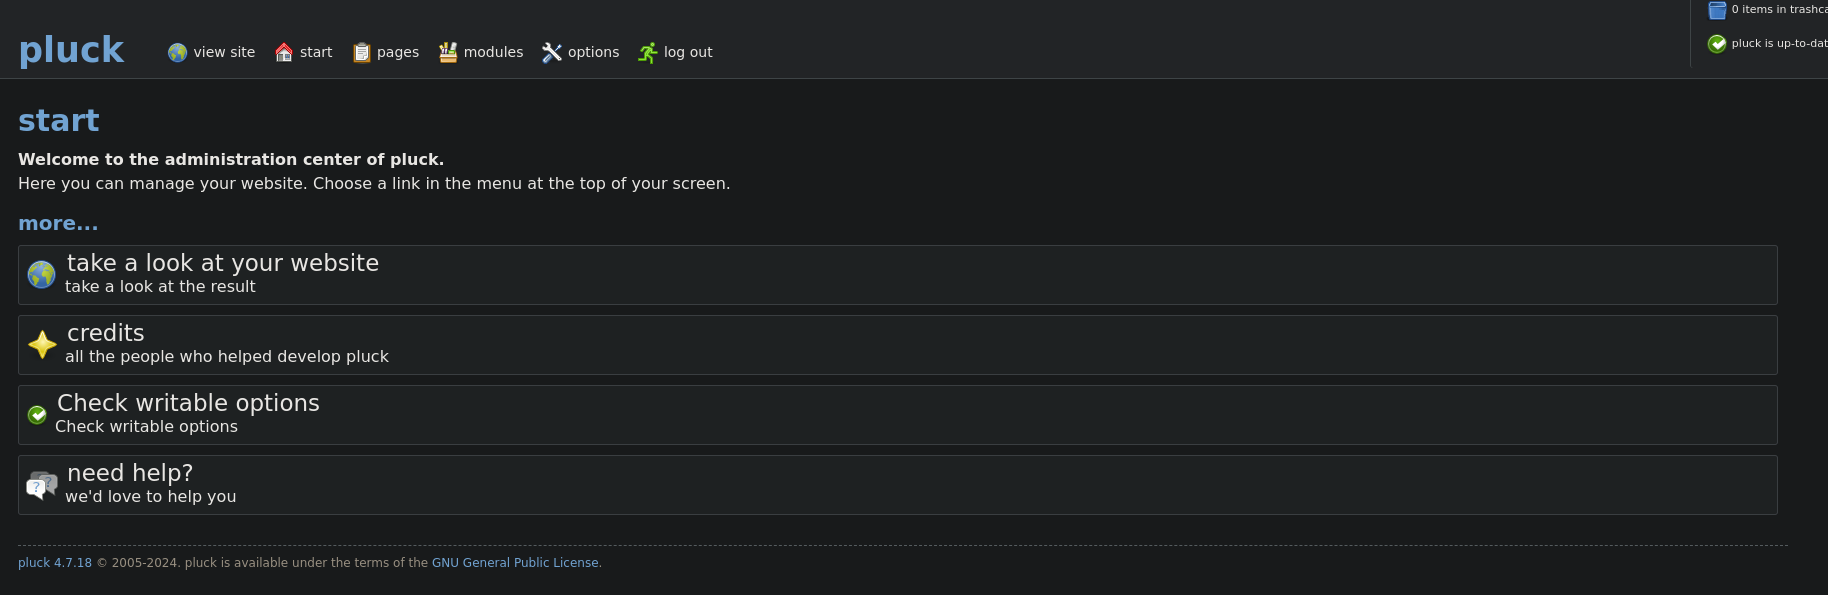 0 items in trashca
pluck
view site
start
pages
modules
options
log out
pluck is up-to-dat
start
Welcome to the administration center of pluck.
Here you can manage your website. Choose a link in the menu at the top of your screen.
more...
take a look at your website
take a look at the result
credits
all the people who helped develop pluck
Check writable options
Check writable options
need help?
we'd love to help you
pluck 4.7.18 © 2005-2024. pluck is available under the terms of the GNU General Public License.